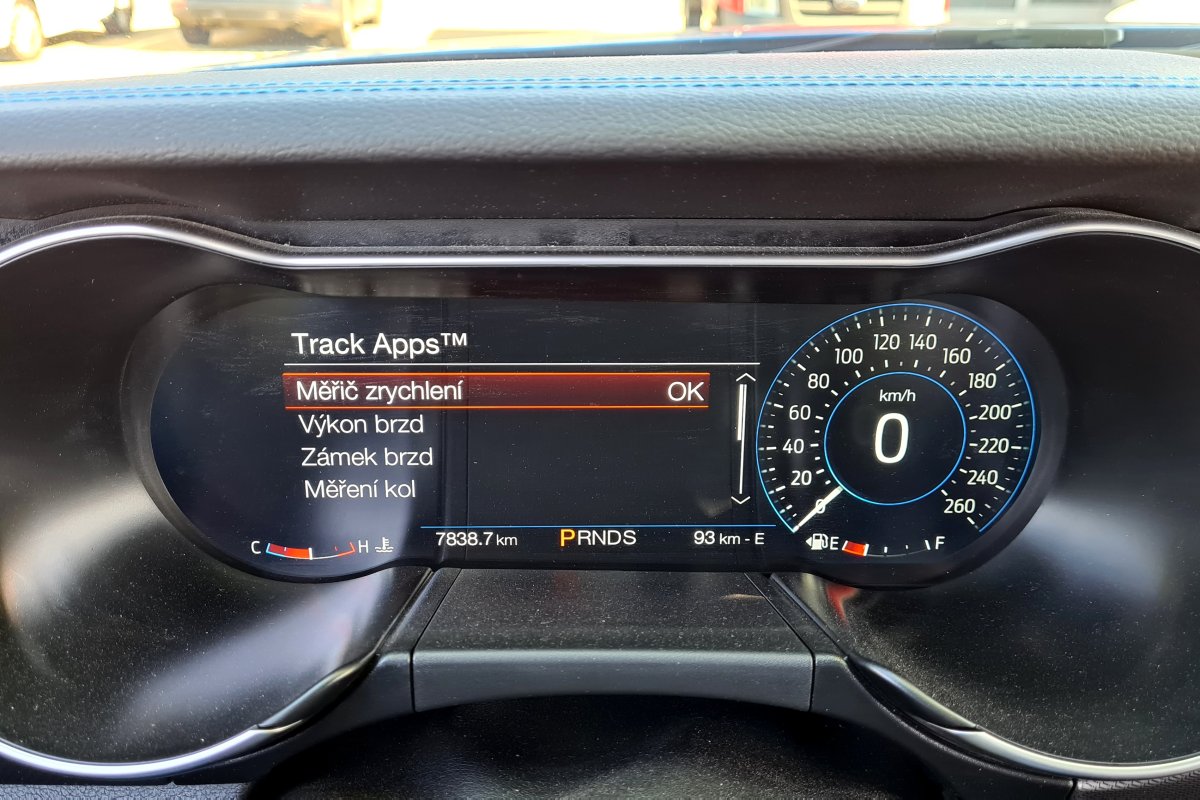 Track Apps™
Měřič zrychlení OK
Výkon brzd
Zámek brzd
Měření kol
C H
7838.7 km PRNDS 93 km - E
0 20 40 60 80 100 120 140 160 180 200 220 240 260
km/h
0
E F